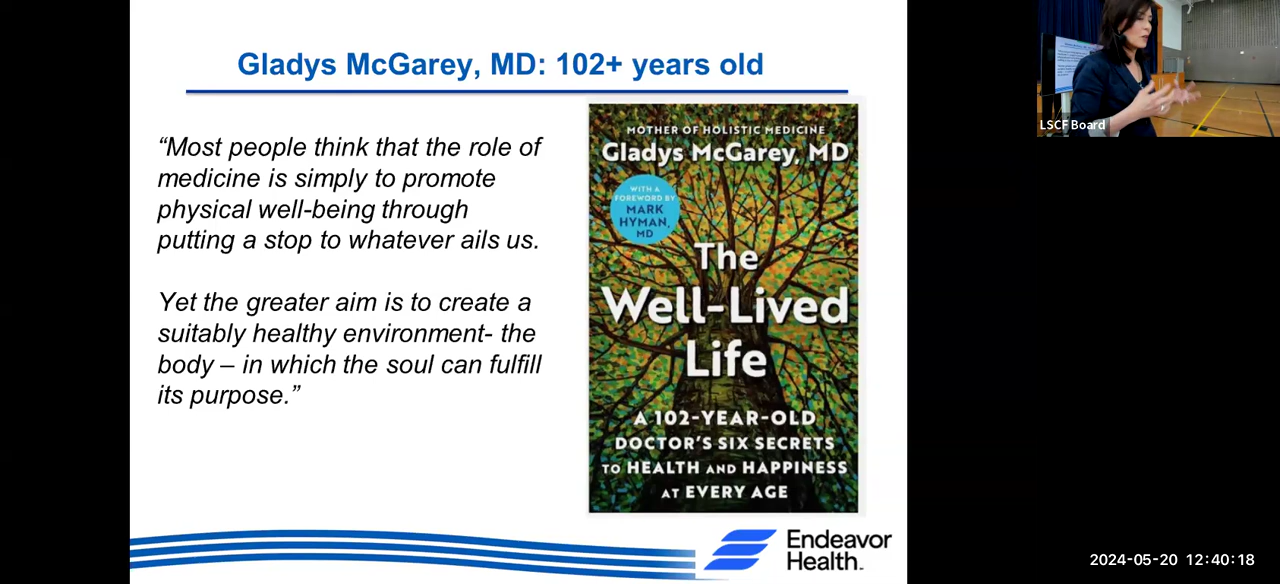 Gladys McGarey, MD: 102+ years old
“Most people think that the role of
medicine is simply to promote
physical well-being through
putting a stop to whatever ails us.
Yet the greater aim is to create a
suitably healthy environment- the
body – in which the soul can fulfill
its purpose.”
MOTHER OF HOLISTIC MEDICINE
Gladys McGarey, MD
WITH A
FOREWORD BY
MARK
HYMAN,
MD
The
Well-Lived
Life
A 102-YEAR-OLD
DOCTOR'S SIX SECRETS
TO HEALTH AND HAPPINESS
AT EVERY AGE
Endeavor
Health™
LSCF Board
2024-05-20 12:40:18